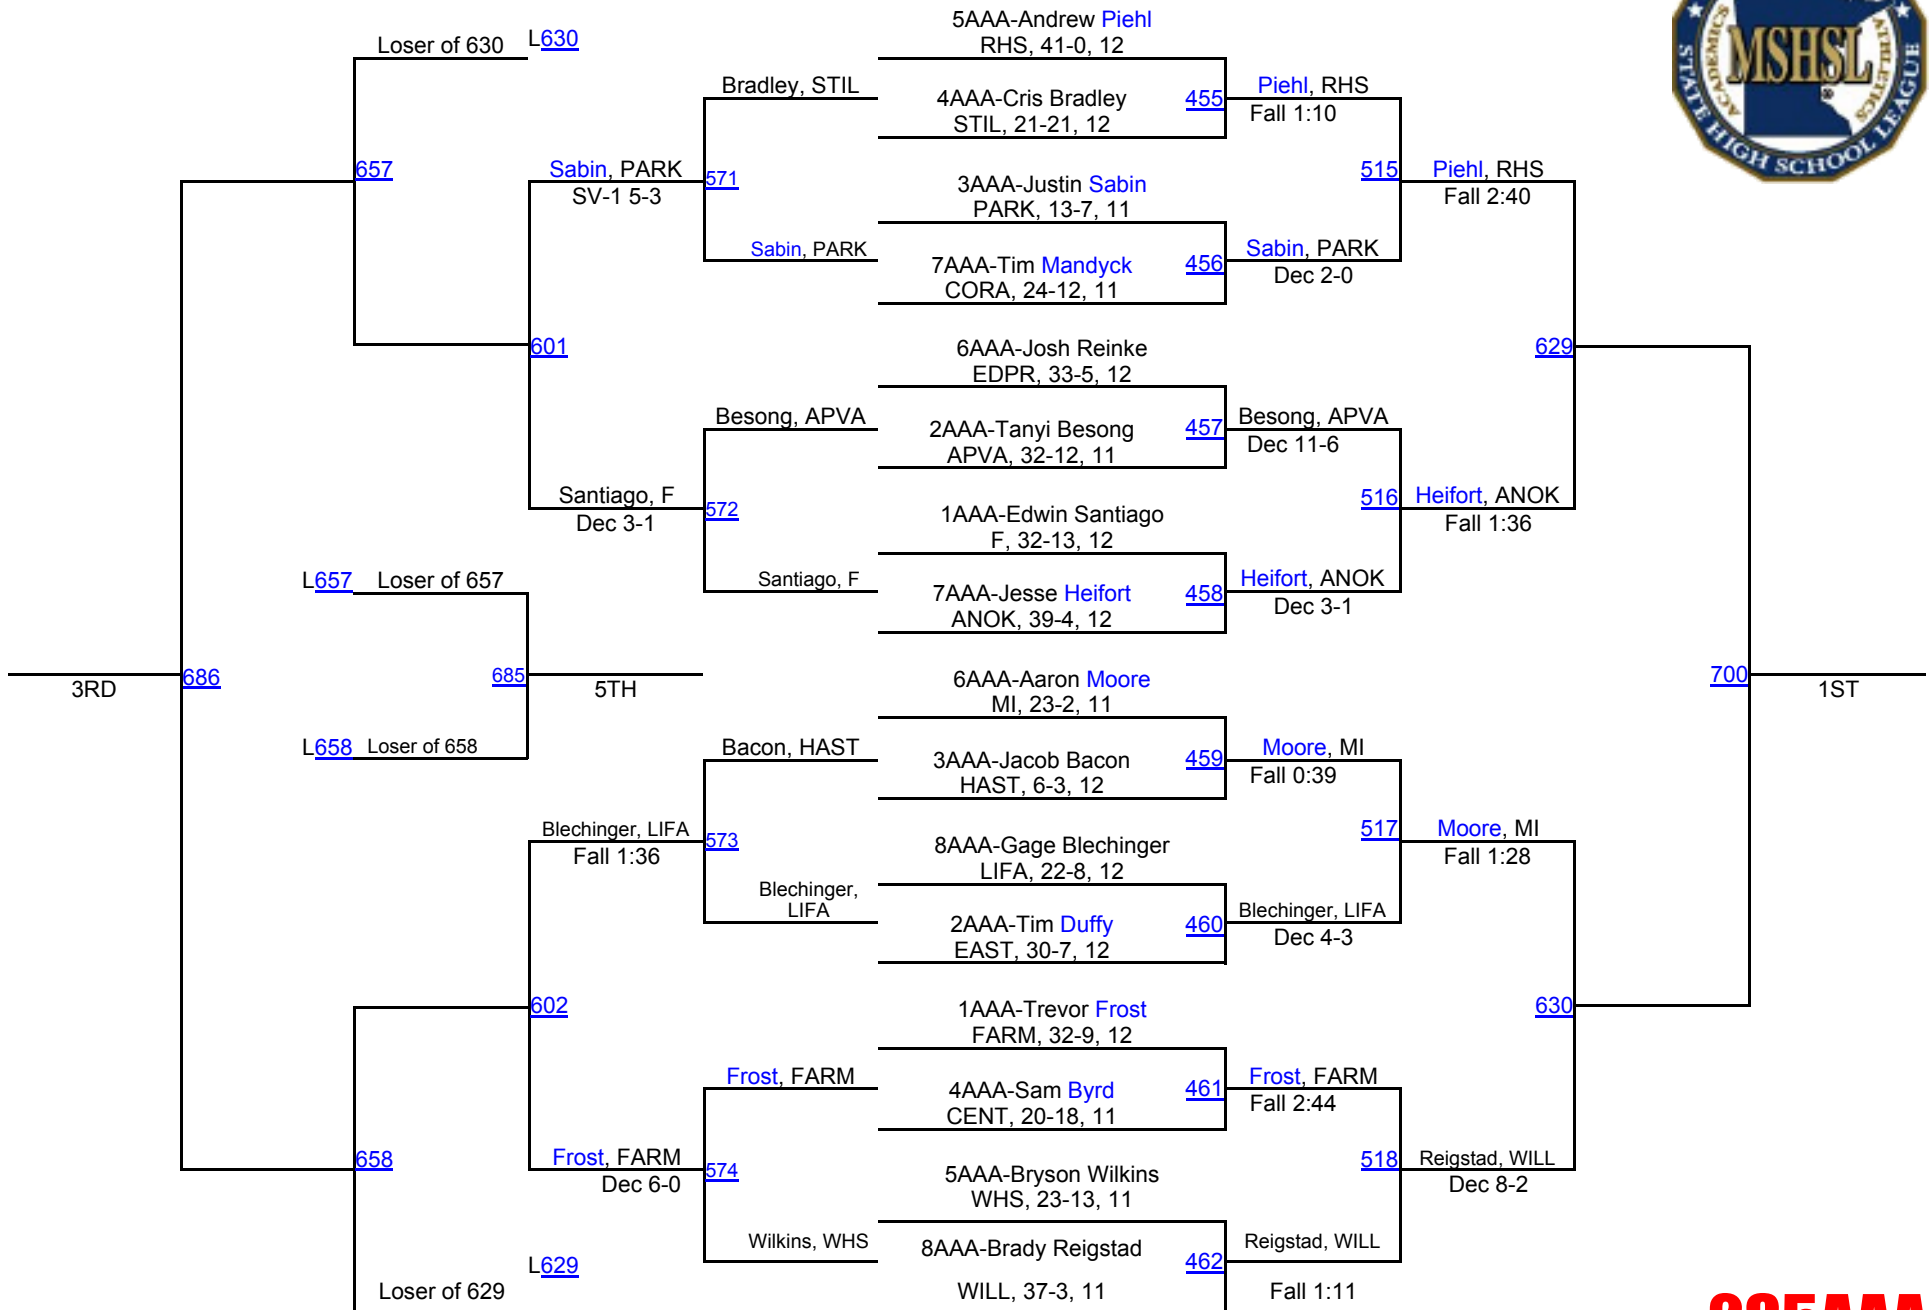 5AAA-Andrew Piehl
RHS, 41-0, 12
Loser of 630
L630
ACADEMICS
ATHLETICS
MSHSL
®
STATE HIGH SCHOOL LEAGUE
Bradley, STIL
4AAA-Cris Bradley
STIL, 21-21, 12
455
Piehl, RHS
Fall 1:10
657
Sabin, PARK
SV-1 5-3
571
3AAA-Justin Sabin
PARK, 13-7, 11
515
Piehl, RHS
Fall 2:40
Sabin, PARK
7AAA-Tim Mandyck
CORA, 24-12, 11
456
Sabin, PARK
Dec 2-0
601
6AAA-Josh Reinke
EDPR, 33-5, 12
629
Besong, APVA
2AAA-Tanyi Besong
APVA, 32-12, 11
457
Besong, APVA
Dec 11-6
Santiago, F
Dec 3-1
572
1AAA-Edwin Santiago
F, 32-13, 12
516
Heifort, ANOK
Fall 1:36
L657
Loser of 657
Santiago, F
7AAA-Jesse Heifort
ANOK, 39-4, 12
458
Heifort, ANOK
Dec 3-1
3RD
686
685
5TH
6AAA-Aaron Moore
MI, 23-2, 11
700
1ST
L658
Loser of 658
Bacon, HAST
3AAA-Jacob Bacon
HAST, 6-3, 12
459
Moore, MI
Fall 0:39
Blechinger, LIFA
Fall 1:36
573
8AAA-Gage Blechinger
LIFA, 22-8, 12
517
Moore, MI
Fall 1:28
Blechinger,
LIFA
2AAA-Tim Duffy
EAST, 30-7, 12
460
Blechinger, LIFA
Dec 4-3
602
1AAA-Trevor Frost
FARM, 32-9, 12
630
Frost, FARM
4AAA-Sam Byrd
CENT, 20-18, 11
461
Frost, FARM
Fall 2:44
658
Frost, FARM
Dec 6-0
574
5AAA-Bryson Wilkins
WHS, 23-13, 11
518
Reigstad, WILL
Dec 8-2
Wilkins, WHS
8AAA-Brady Reigstad
WILL, 37-3, 11
462
Reigstad, WILL
Fall 1:11
L629
Loser of 629